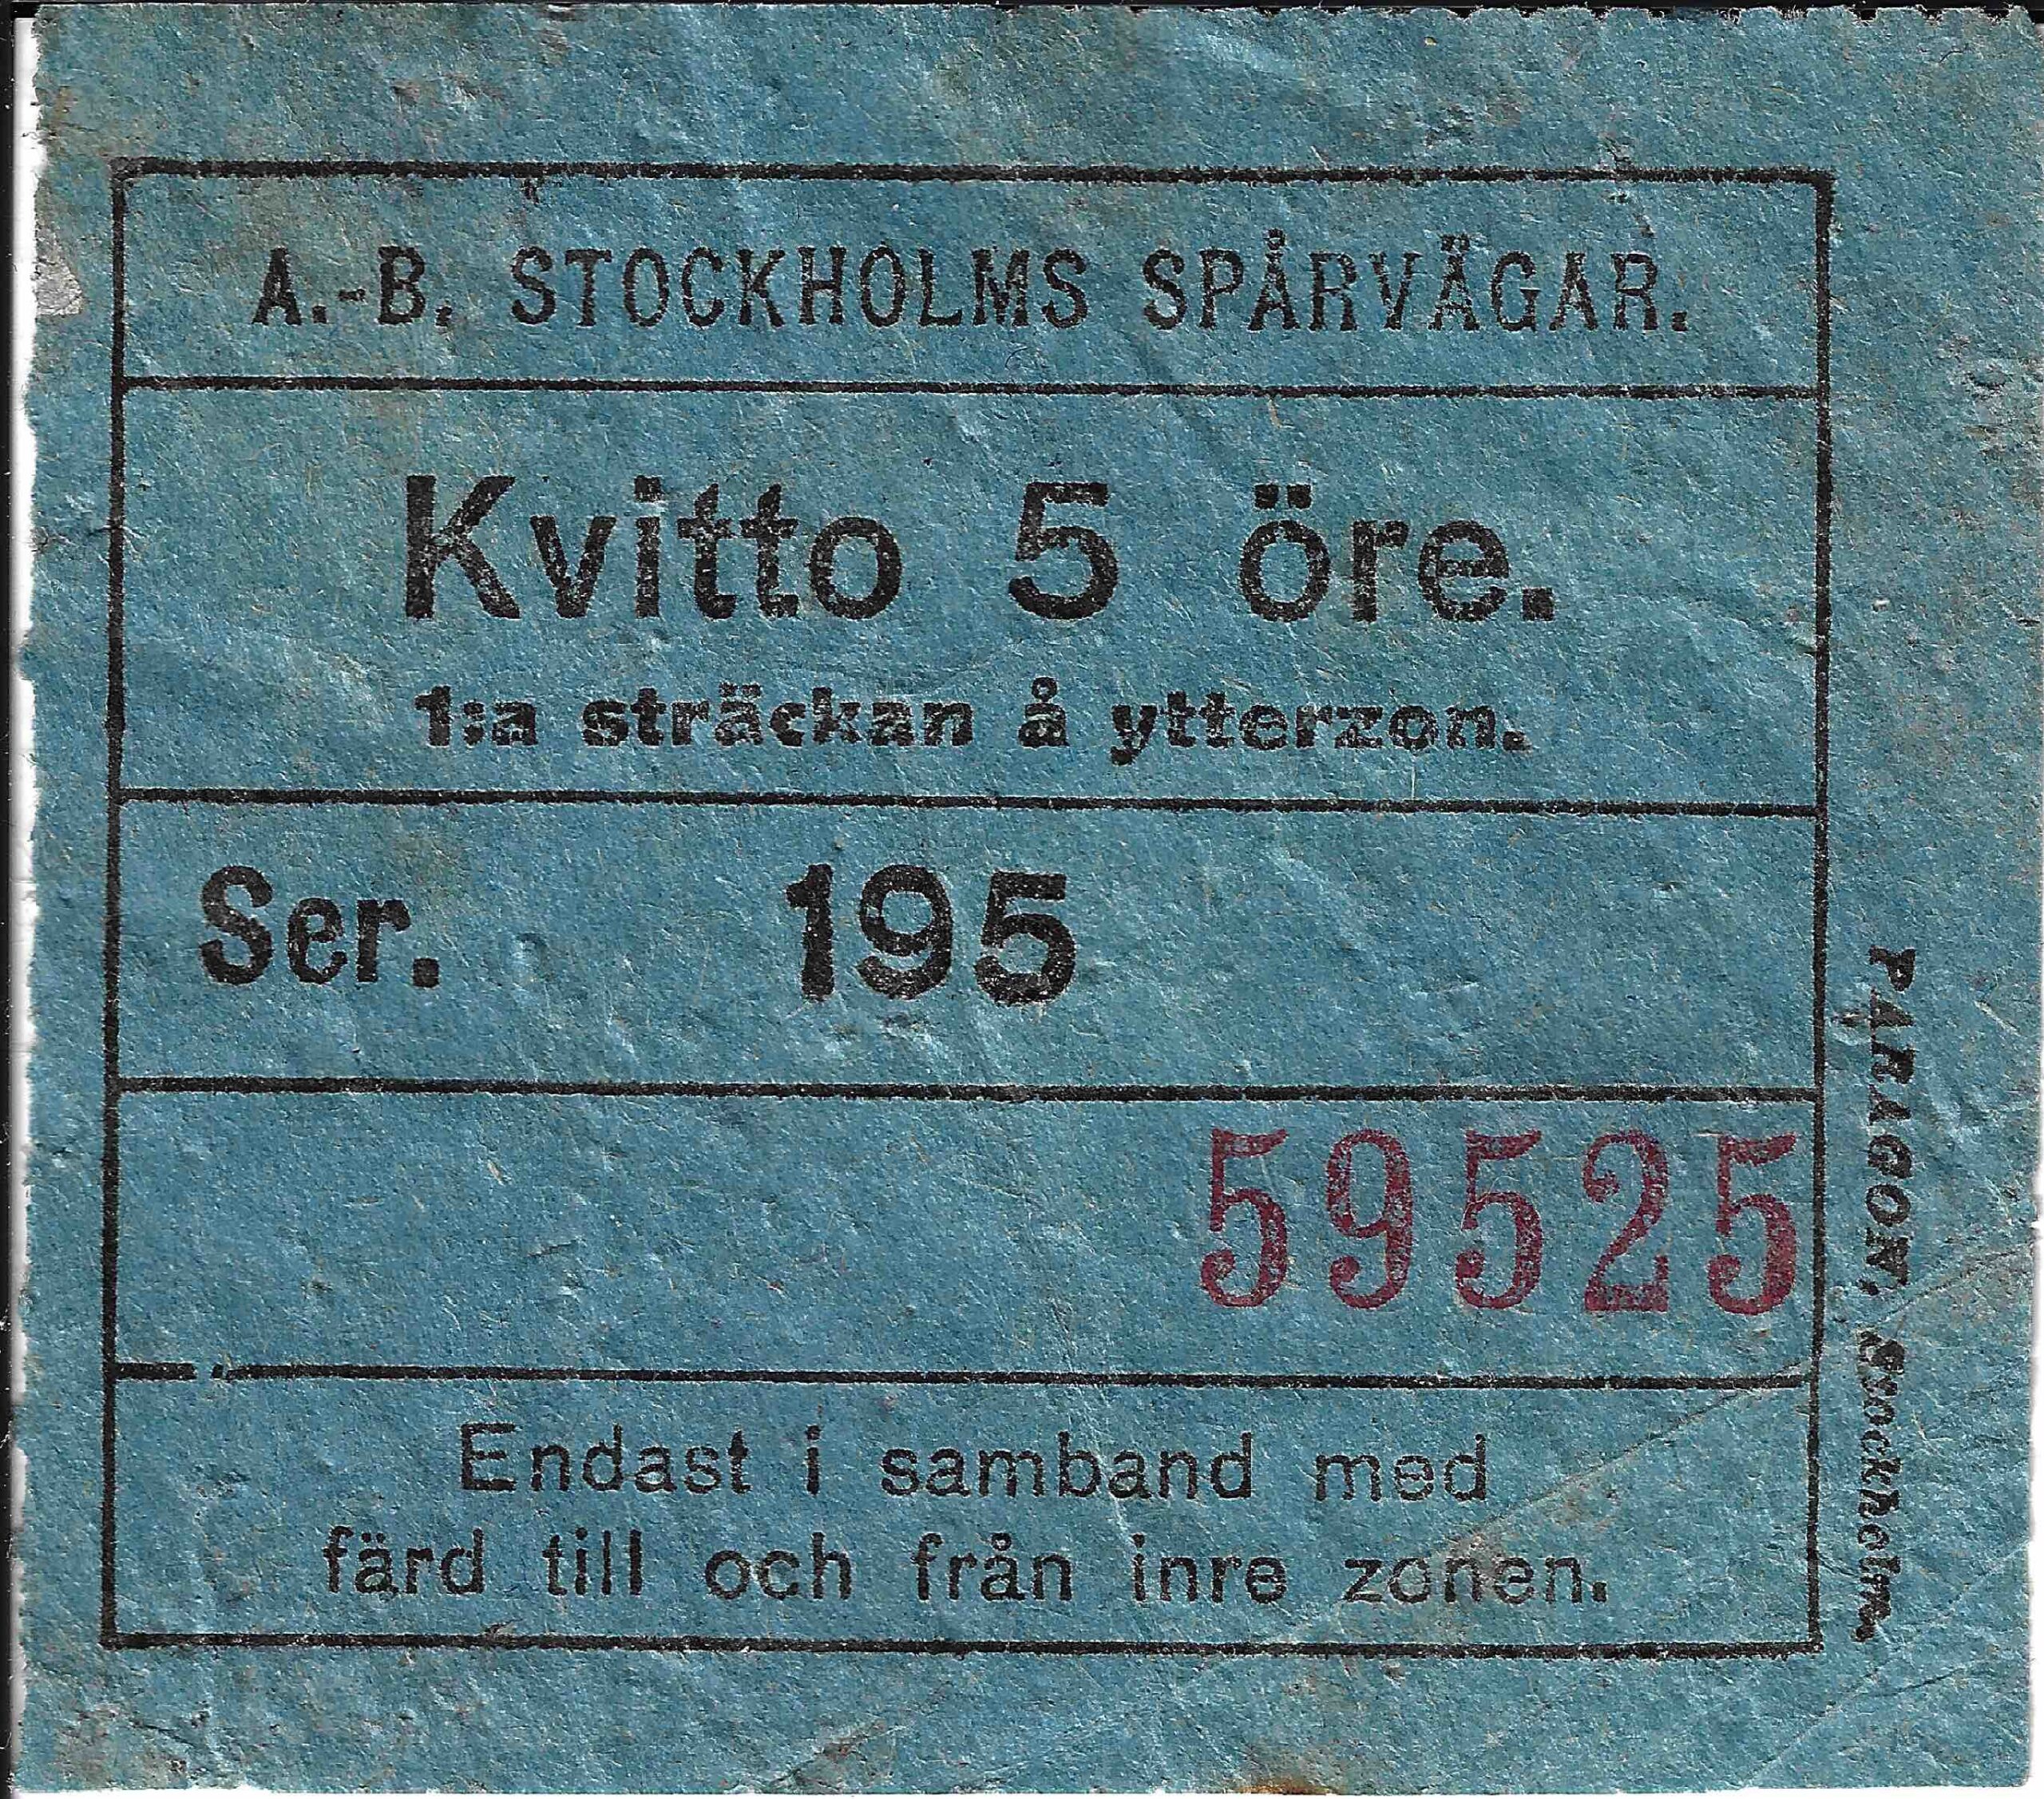 A.-B. STOCKHOLMS SPÅRVÄGAR.
Kvitto 5 öre.
1:a sträckan å ytterzon.
Ser. 195
59525
Endast i samband med
färd till och från inre zonen.
PARAGON, Stockholm